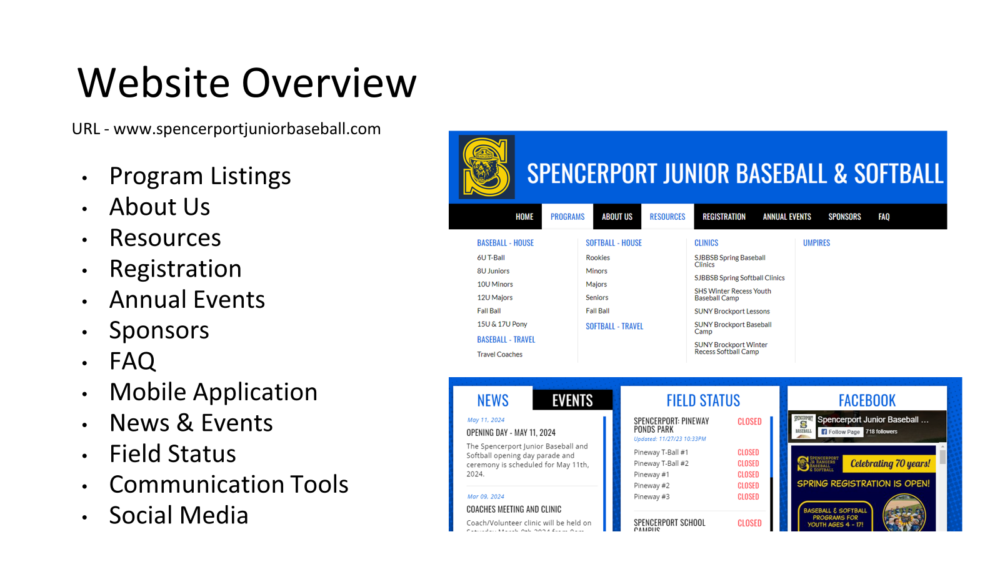 Website Overview
URL - www.spencerportjuniorbaseball.com
• Program Listings
• About Us
• Resources
• Registration
• Annual Events
• Sponsors
• FAQ
• Mobile Application
• News & Events
• Field Status
• Communication Tools
• Social Media
S
RANGERS
SPENCERPORT JUNIOR BASEBALL & SOFTBALL
HOME PROGRAMS ABOUT US RESOURCES REGISTRATION ANNUAL EVENTS SPONSORS FAQ
BASEBALL - HOUSE
6U T-Ball
8U Juniors
10U Minors
12U Majors
Fall Ball
15U & 17U Pony
BASEBALL - TRAVEL
Travel Coaches
SOFTBALL - HOUSE
Rookies
Minors
Majors
Seniors
Fall Ball
SOFTBALL - TRAVEL
CLINICS
SJBBSB Spring Baseball
Clinics
SJBBSB Spring Softball Clinics
SHS Winter Recess Youth
Baseball Camp
SUNY Brockport Lessons
SUNY Brockport Baseball
Camp
SUNY Brockport Winter
Recess Softball Camp
UMPIRES
NEWS EVENTS
May 11, 2024
OPENING DAY - MAY 11, 2024
The Spencerport Junior Baseball and
Softball opening day parade and
ceremony is scheduled for May 11th,
2024.
Mar 09, 2024
COACHES MEETING AND CLINIC
Coach/Volunteer clinic will be held on
Saturday March 9th 2024 from 9am
FIELD STATUS
SPENCERPORT: PINEWAY CLOSED
PONDS PARK
Updated: 11/27/23 10:33PM
Pineway T-Ball #1 CLOSED
Pineway T-Ball #2 CLOSED
Pineway #1 CLOSED
Pineway #2 CLOSED
Pineway #3 CLOSED
SPENCERPORT SCHOOL CLOSED
CAMPUS
FACEBOOK
SPENCERPORT
S
BASEBALL
Spencerport Junior Baseball ...
Follow Page 718 followers
SPENCERPORT
JR RANGERS
BASEBALL
& SOFTBALL
Celebrating 70 years!
SPRING REGISTRATION IS OPEN!
BASEBALL & SOFTBALL
PROGRAMS FOR
YOUTH AGES 4 - 17!